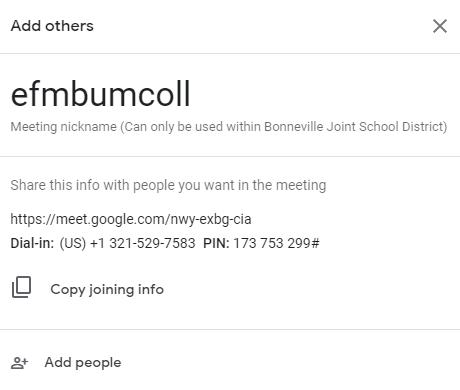 Add others
efmbumcoll
Meeting nickname (Can only be used within Bonneville Joint School District)
Share this info with people you want in the meeting
https://meet.google.com/nwy-exbg-cia
Dial-in: (US) +1 321-529-7583 PIN: 173 753 299#
Copy joining info
Add people